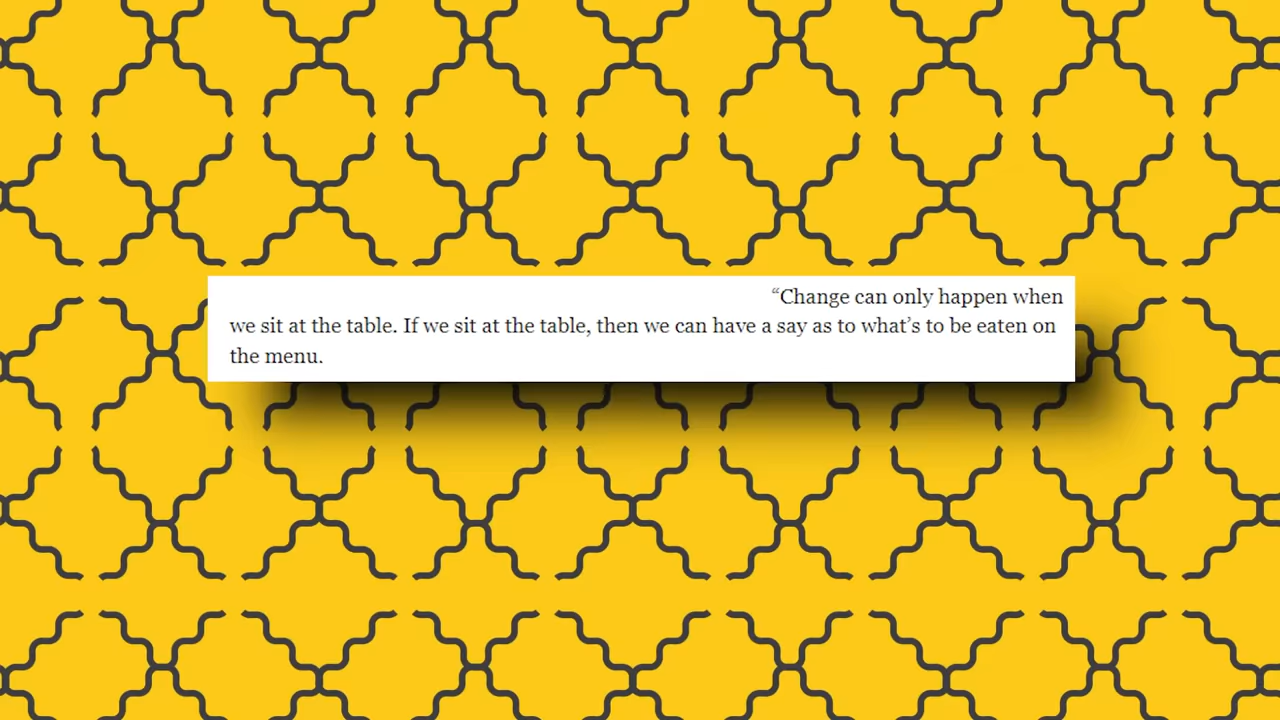 “Change can only happen when
we sit at the table. If we sit at the table, then we can have a say as to what’s to be eaten on
the menu.